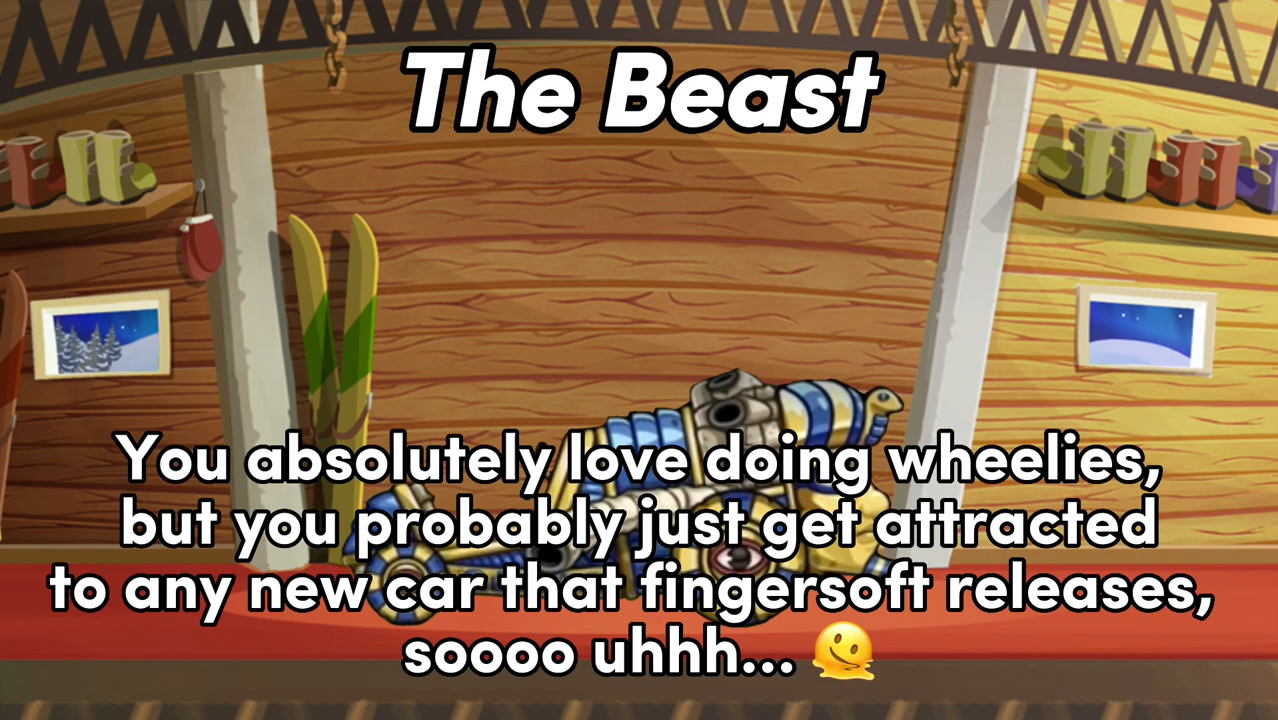 The Beast
You absolutely love doing wheelies,
but you probably just get attracted
to any new car that fingersoft releases,
soooo uhhh... 🫠